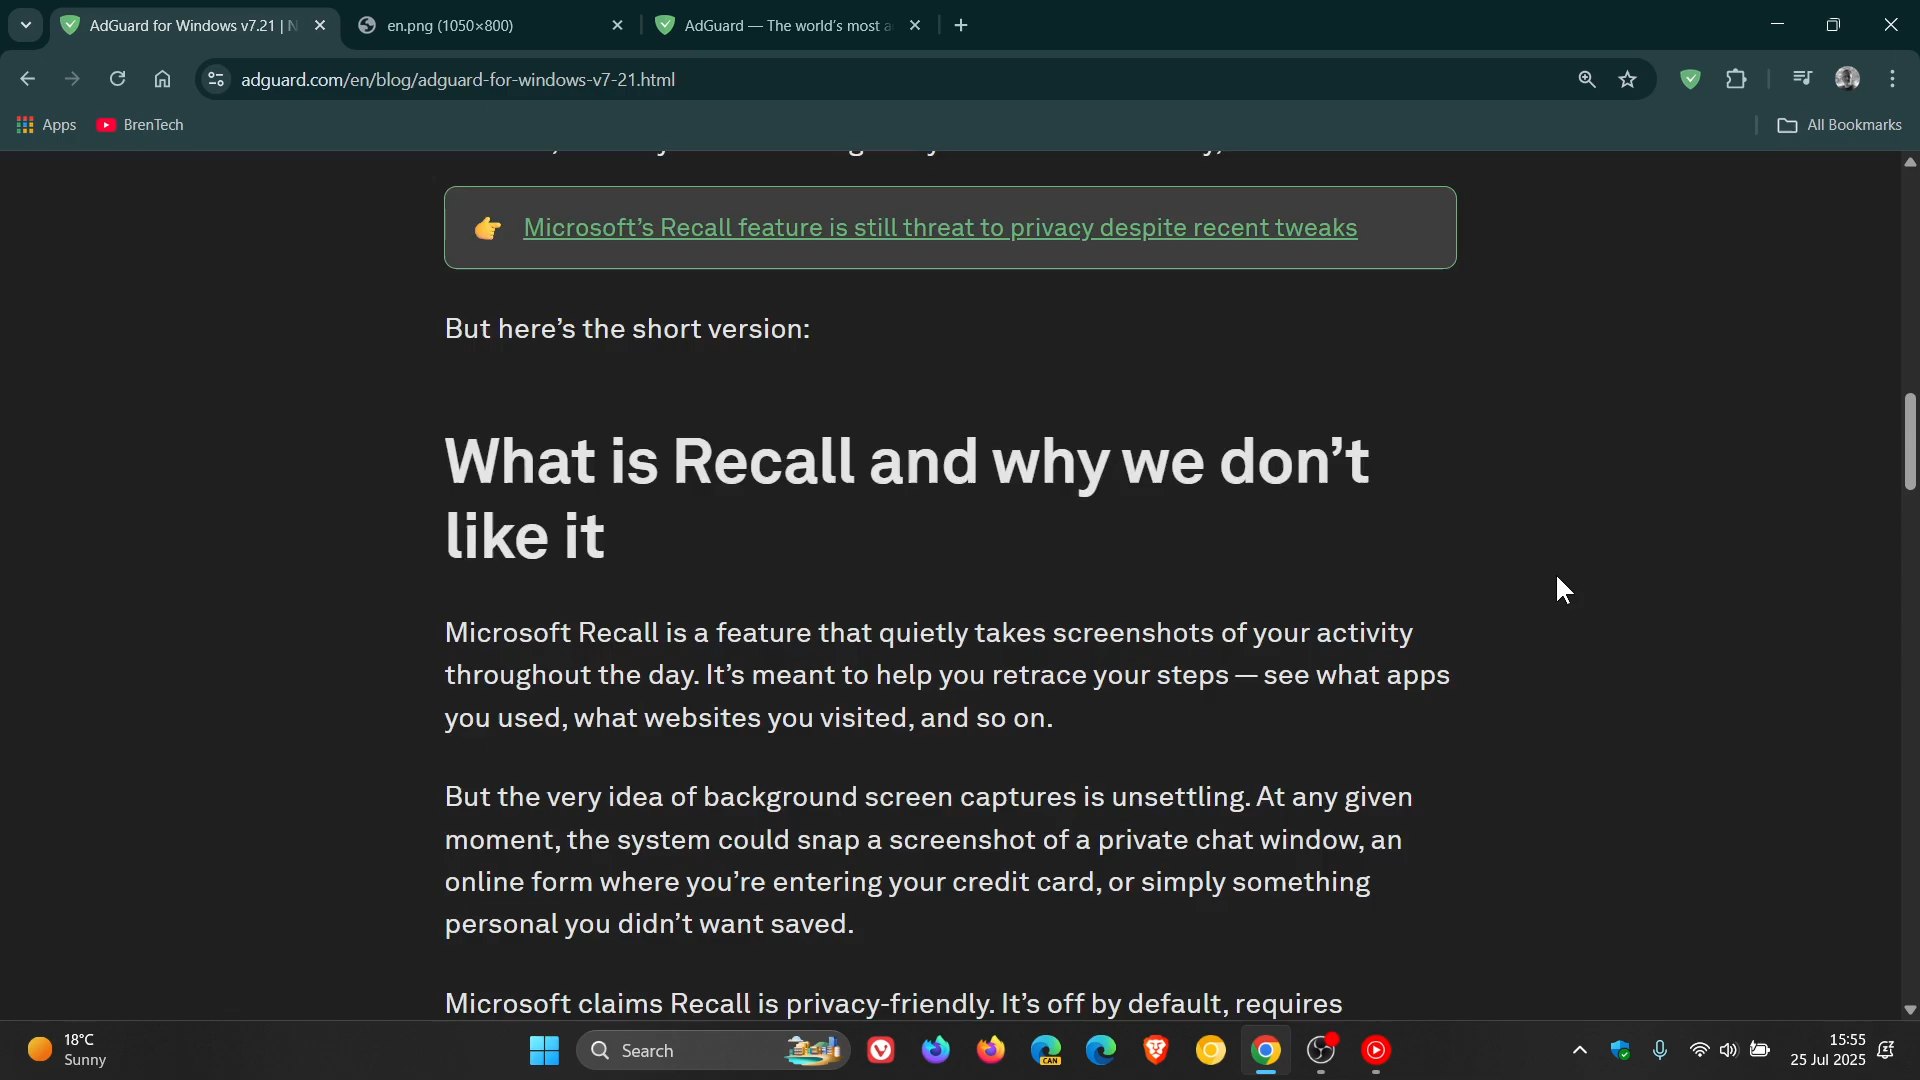 AdGuard for Windows v7.21 | N
en.png (1050×800)
AdGuard — The world's most a
adguard.com/en/blog/adguard-for-windows-v7-21.html
Apps
BrenTech
All Bookmarks
👉 Microsoft's Recall feature is still threat to privacy despite recent tweaks
But here's the short version:
What is Recall and why we don't
like it
Microsoft Recall is a feature that quietly takes screenshots of your activity
throughout the day. It's meant to help you retrace your steps — see what apps
you used, what websites you visited, and so on.
But the very idea of background screen captures is unsettling. At any given
moment, the system could snap a screenshot of a private chat window, an
online form where you're entering your credit card, or simply something
personal you didn't want saved.
Microsoft claims Recall is privacy-friendly. It's off by default, requires
18°C
Sunny
Search
CAN
15:55
25 Jul 2025